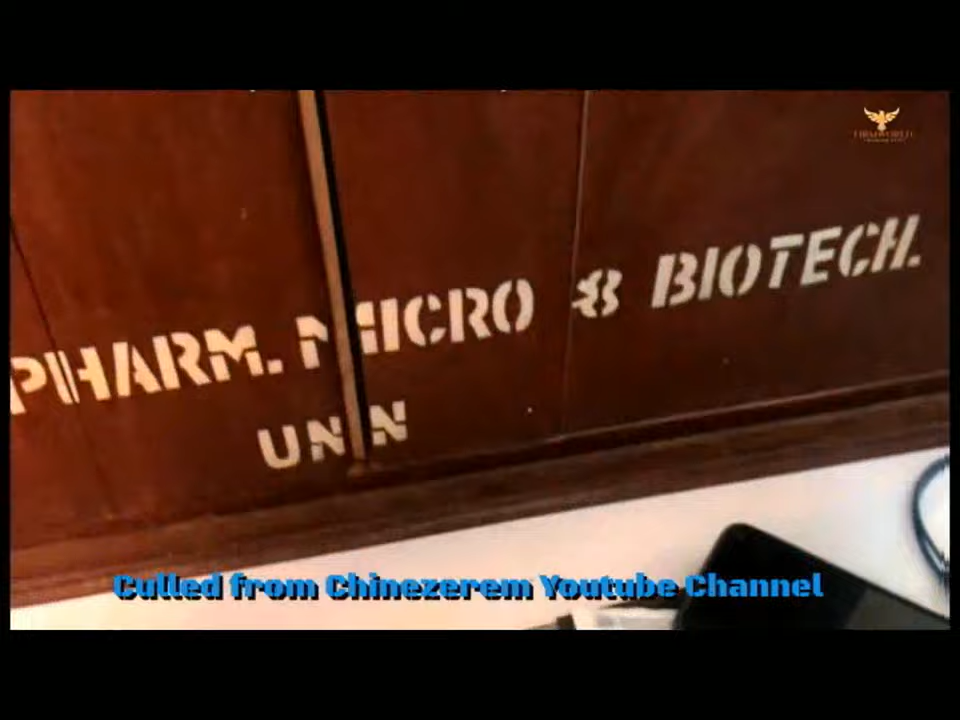 PHARM. MICRO & BIOTECH.
UNN
Culled from Chinezerem Youtube Channel